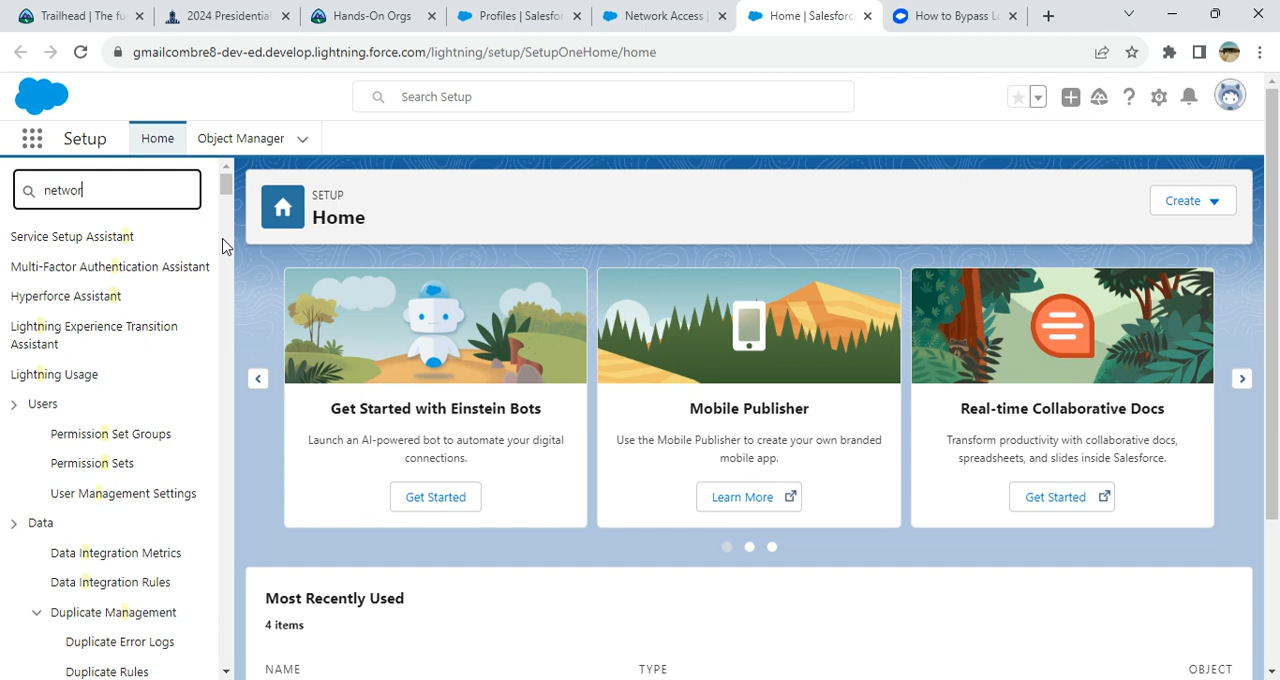 Trailhead | The fu
2024 Presidential
Hands-On Orgs
Profiles | Salesfor
Network Access |
Home | Salesforc
How to Bypass Lo
gmailcombre8-dev-ed.develop.lightning.force.com/lightning/setup/SetupOneHome/home
Search Setup
Setup
Home
Object Manager
networ
Service Setup Assistant
Multi-Factor Authentication Assistant
Hyperforce Assistant
Lightning Experience Transition
Assistant
Lightning Usage
Users
Permission Set Groups
Permission Sets
User Management Settings
Data
Data Integration Metrics
Data Integration Rules
Duplicate Management
Duplicate Error Logs
Duplicate Rules
SETUP
Home
Create
Get Started with Einstein Bots
Launch an AI-powered bot to automate your digital
connections.
Get Started
Mobile Publisher
Use the Mobile Publisher to create your own branded
mobile app.
Learn More
Real-time Collaborative Docs
Transform productivity with collaborative docs,
spreadsheets, and slides inside Salesforce.
Get Started
Most Recently Used
4 items
NAME
TYPE
OBJECT